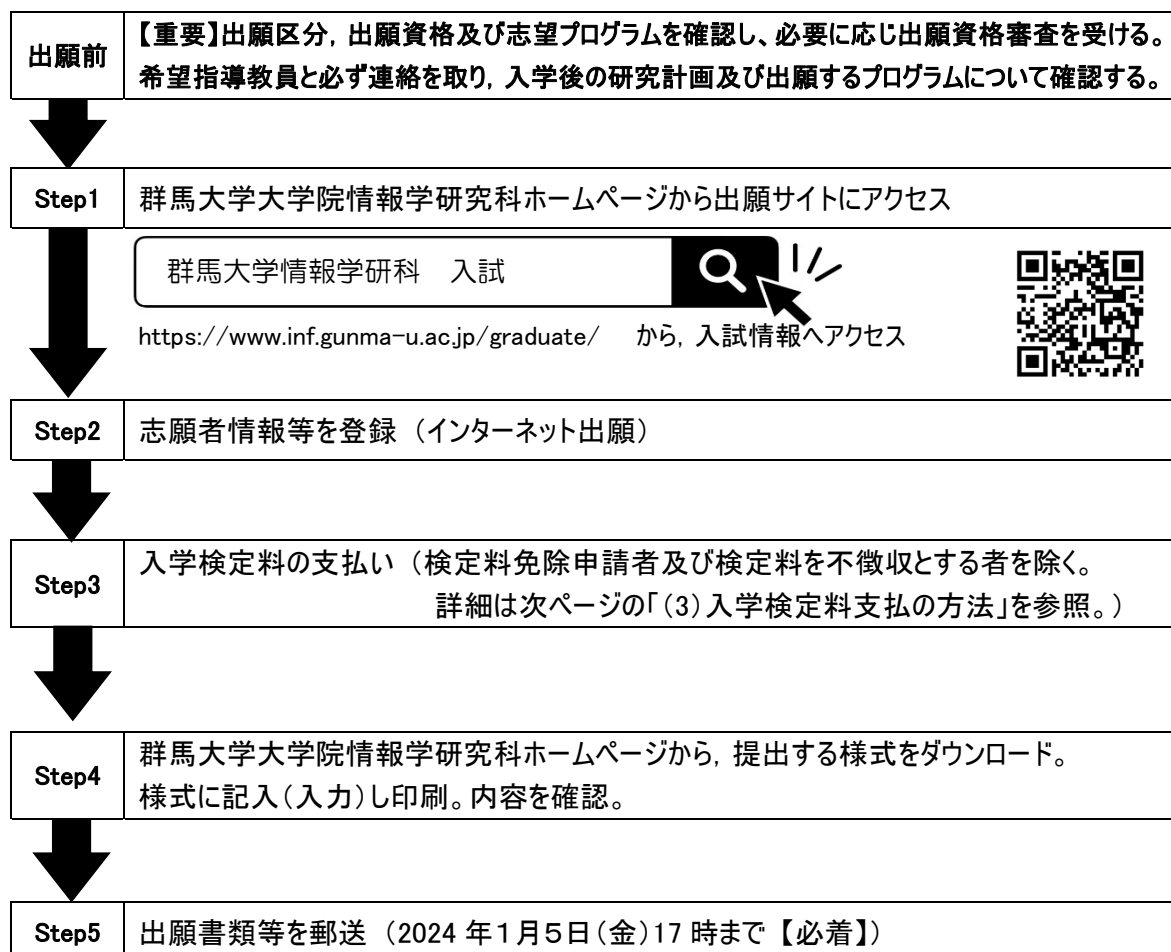 出願前
【重要】出願区分，出願資格及び志望プログラムを確認し、必要に応じ出願資格審査を受ける。
希望指導教員と必ず連絡を取り，入学後の研究計画及び出願するプログラムについて確認する。
Step1
群馬大学大学院情報学研究科ホームページから出願サイトにアクセス
群馬大学情報学研科　入試
https://www.inf.gunma-u.ac.jp/graduate/　から，入試情報へアクセス
Step2
志願者情報等を登録 （インターネット出願）
Step3
入学検定料の支払い （検定料免除申請者及び検定料を不徴収とする者を除く。
詳細は次ページの「（3）入学検定料支払の方法」を参照。）
Step4
群馬大学大学院情報学研究科ホームページから，提出する様式をダウンロード。
様式に記入（入力）し印刷。内容を確認。
Step5
出願書類等を郵送 （2024 年１月５日（金）17 時まで 【必着】）